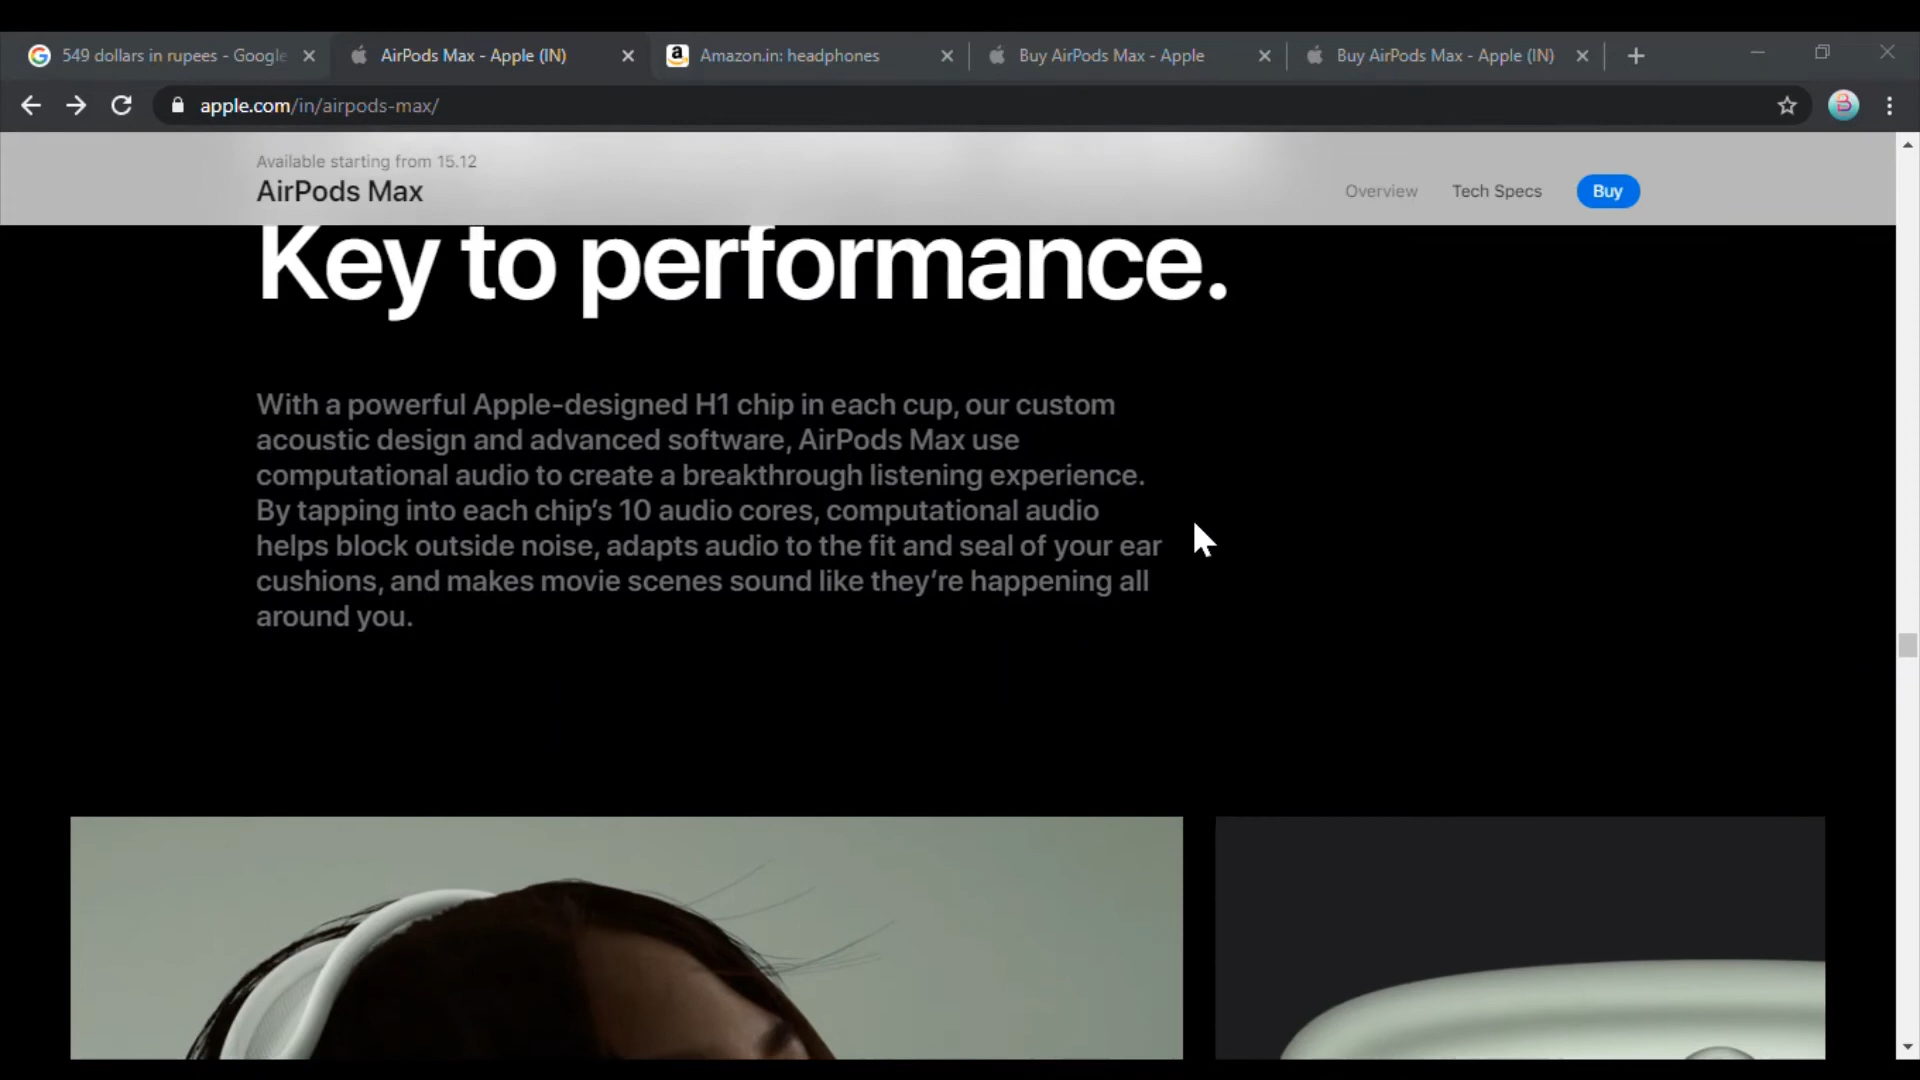 549 dollars in rupees - Google
AirPods Max - Apple (IN)
Amazon.in: headphones
Buy AirPods Max - Apple
Buy AirPods Max - Apple (IN)
apple.com/in/airpods-max/
Available starting from 15.12
AirPods Max
Overview
Tech Specs
Buy
Key to performance.
With a powerful Apple-designed H1 chip in each cup, our custom
acoustic design and advanced software, AirPods Max use
computational audio to create a breakthrough listening experience.
By tapping into each chip’s 10 audio cores, computational audio
helps block outside noise, adapts audio to the fit and seal of your ear
cushions, and makes movie scenes sound like they’re happening all
around you.